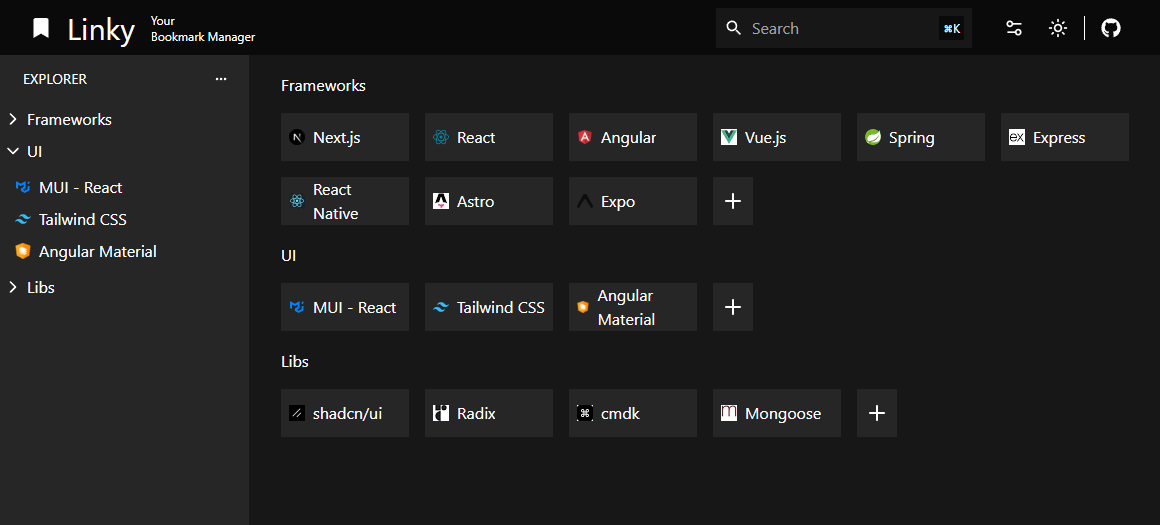 Linky
Your
Bookmark Manager
Search
⌘K
EXPLORER
...
Frameworks
UI
MUI - React
Tailwind CSS
Angular Material
Libs
Frameworks
Next.js
React
Angular
Vue.js
Spring
ex
Express
React
Native
Astro
Expo
UI
MUI - React
Tailwind CSS
Angular
Material
Libs
shadcn/ui
Radix
cmdk
Mongoose